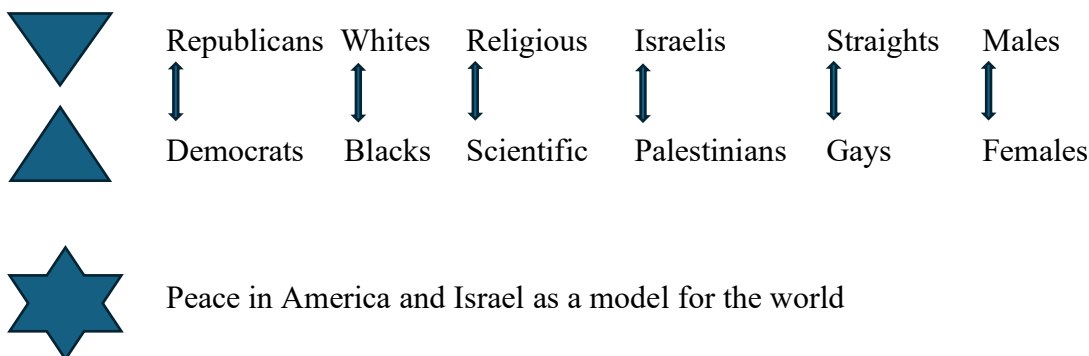 Republicans Whites Religious Israelis Straights Males
Democrats Blacks Scientific Palestinians Gays Females
Peace in America and Israel as a model for the world